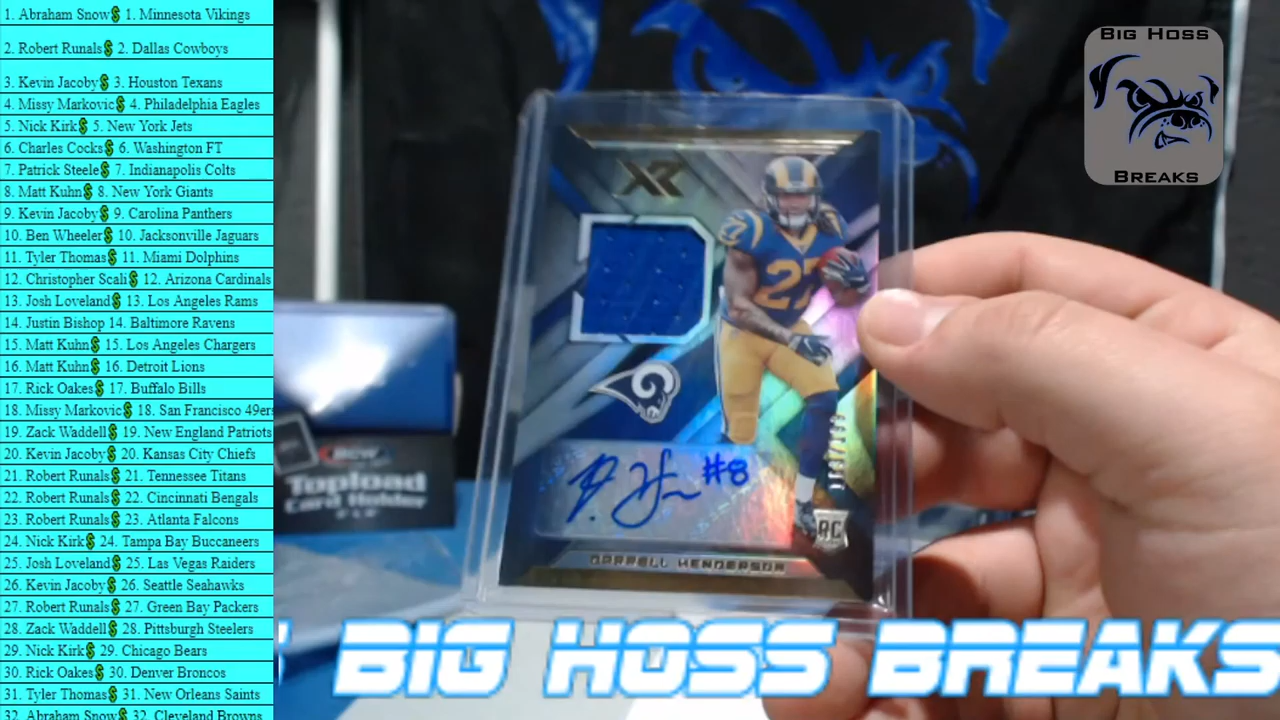 1. Abraham Snow$ 1. Minnesota Vikings
2. Robert Runals$ 2. Dallas Cowboys
3. Kevin Jacoby$ 3. Houston Texans
4. Missy Markovic$ 4. Philadelphia Eagles
5. Nick Kirk$ 5. New York Jets
6. Charles Cocks$ 6. Washington FT
7. Patrick Steele$ 7. Indianapolis Colts
8. Matt Kuhn$ 8. New York Giants
9. Kevin Jacoby$ 9. Carolina Panthers
10. Ben Wheeler$ 10. Jacksonville Jaguars
11. Tyler Thomas$ 11. Miami Dolphins
12. Christopher Scali$ 12. Arizona Cardinals
13. Josh Loveland$ 13. Los Angeles Rams
14. Justin Bishop 14. Baltimore Ravens
15. Matt Kuhn$ 15. Los Angeles Chargers
16. Matt Kuhn$ 16. Detroit Lions
17. Rick Oakes$ 17. Buffalo Bills
18. Missy Markovic$ 18. San Francisco 49ers
19. Zack Waddell$ 19. New England Patriots
20. Kevin Jacoby$ 20. Kansas City Chiefs
21. Robert Runals$ 21. Tennessee Titans
22. Robert Runals$ 22. Cincinnati Bengals
23. Robert Runals$ 23. Atlanta Falcons
24. Nick Kirk$ 24. Tampa Bay Buccaneers
25. Josh Loveland$ 25. Las Vegas Raiders
26. Kevin Jacoby$ 26. Seattle Seahawks
27. Robert Runals$ 27. Green Bay Packers
28. Zack Waddell$ 28. Pittsburgh Steelers
29. Nick Kirk$ 29. Chicago Bears
30. Rick Oakes$ 30. Denver Broncos
31. Tyler Thomas$ 31. New Orleans Saints
32. Abraham Snow$ 32. Cleveland Browns
BIG HOSS
BREAKS
XR
27
27
#8
RC
DARRELL HENDERSON
BCW
Topload
Card Holder
BIG HOSS BREAKS